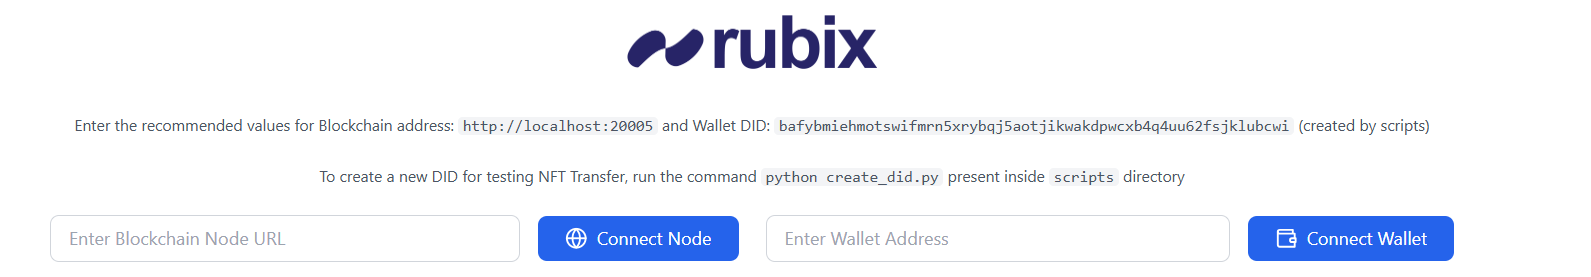 rubix
Enter the recommended values for Blockchain address: http://localhost:20005 and Wallet DID: bafybmiehmotswifmrn5xrybqj5aotjikwakdpwcxb4q4uu62fsjklubcwi (created by scripts)
To create a new DID for testing NFT Transfer, run the command python create_did.py present inside scripts directory
Enter Blockchain Node URL Connect Node Enter Wallet Address Connect Wallet